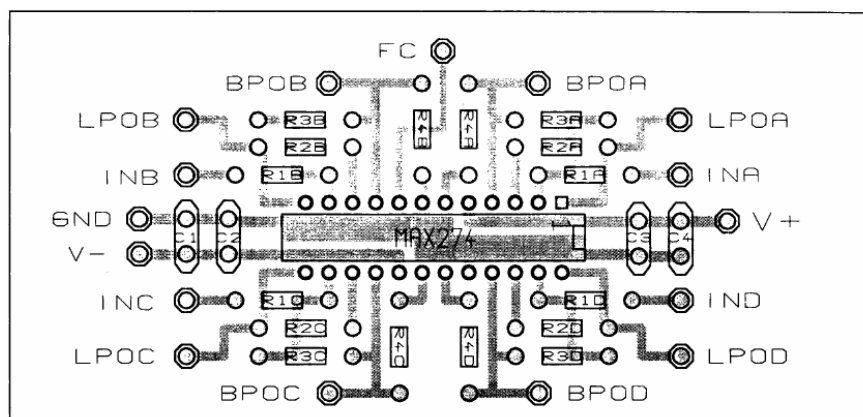 FC
BPOB BPOA
LPOB R3B R4B R4A R3A LPOA
R2B R2A
INB R1B R1A INA
GND V+
C1 C2 MAX274 C3 C4
V-
INC R1C R1D IND
R2C R2D
LPOC R3C R4C R4D R3D LPOD
BPOC BPOD